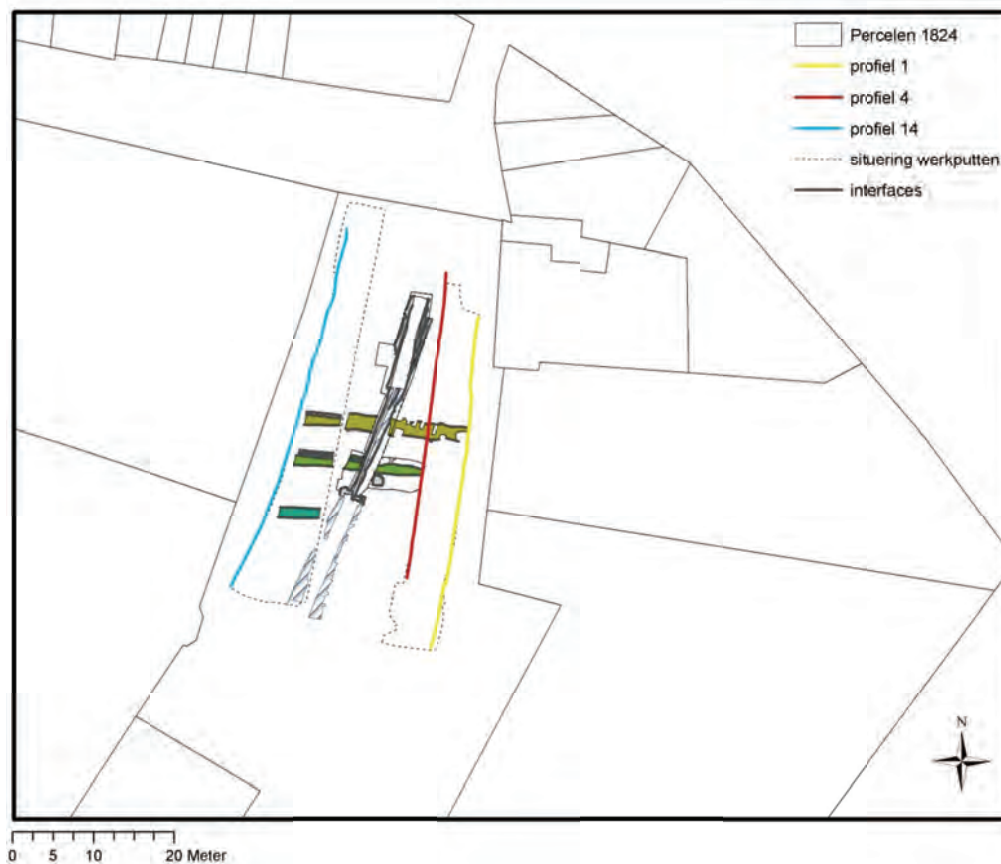 Percelen 1824
profiel 1
profiel 4
profiel 14
situering werkputten
interfaces
N
0 5 10 20 Meter